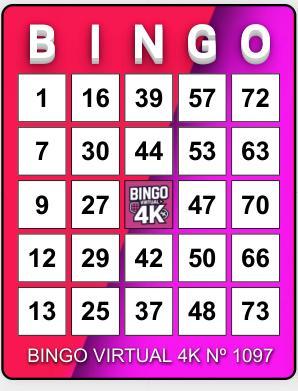 B I N G O
1 16 39 57 72
7 30 44 53 63
9 27 BINGO VIRTUAL 4K 47 70
12 29 42 50 66
13 25 37 48 73
BINGO VIRTUAL 4K Nº 1097